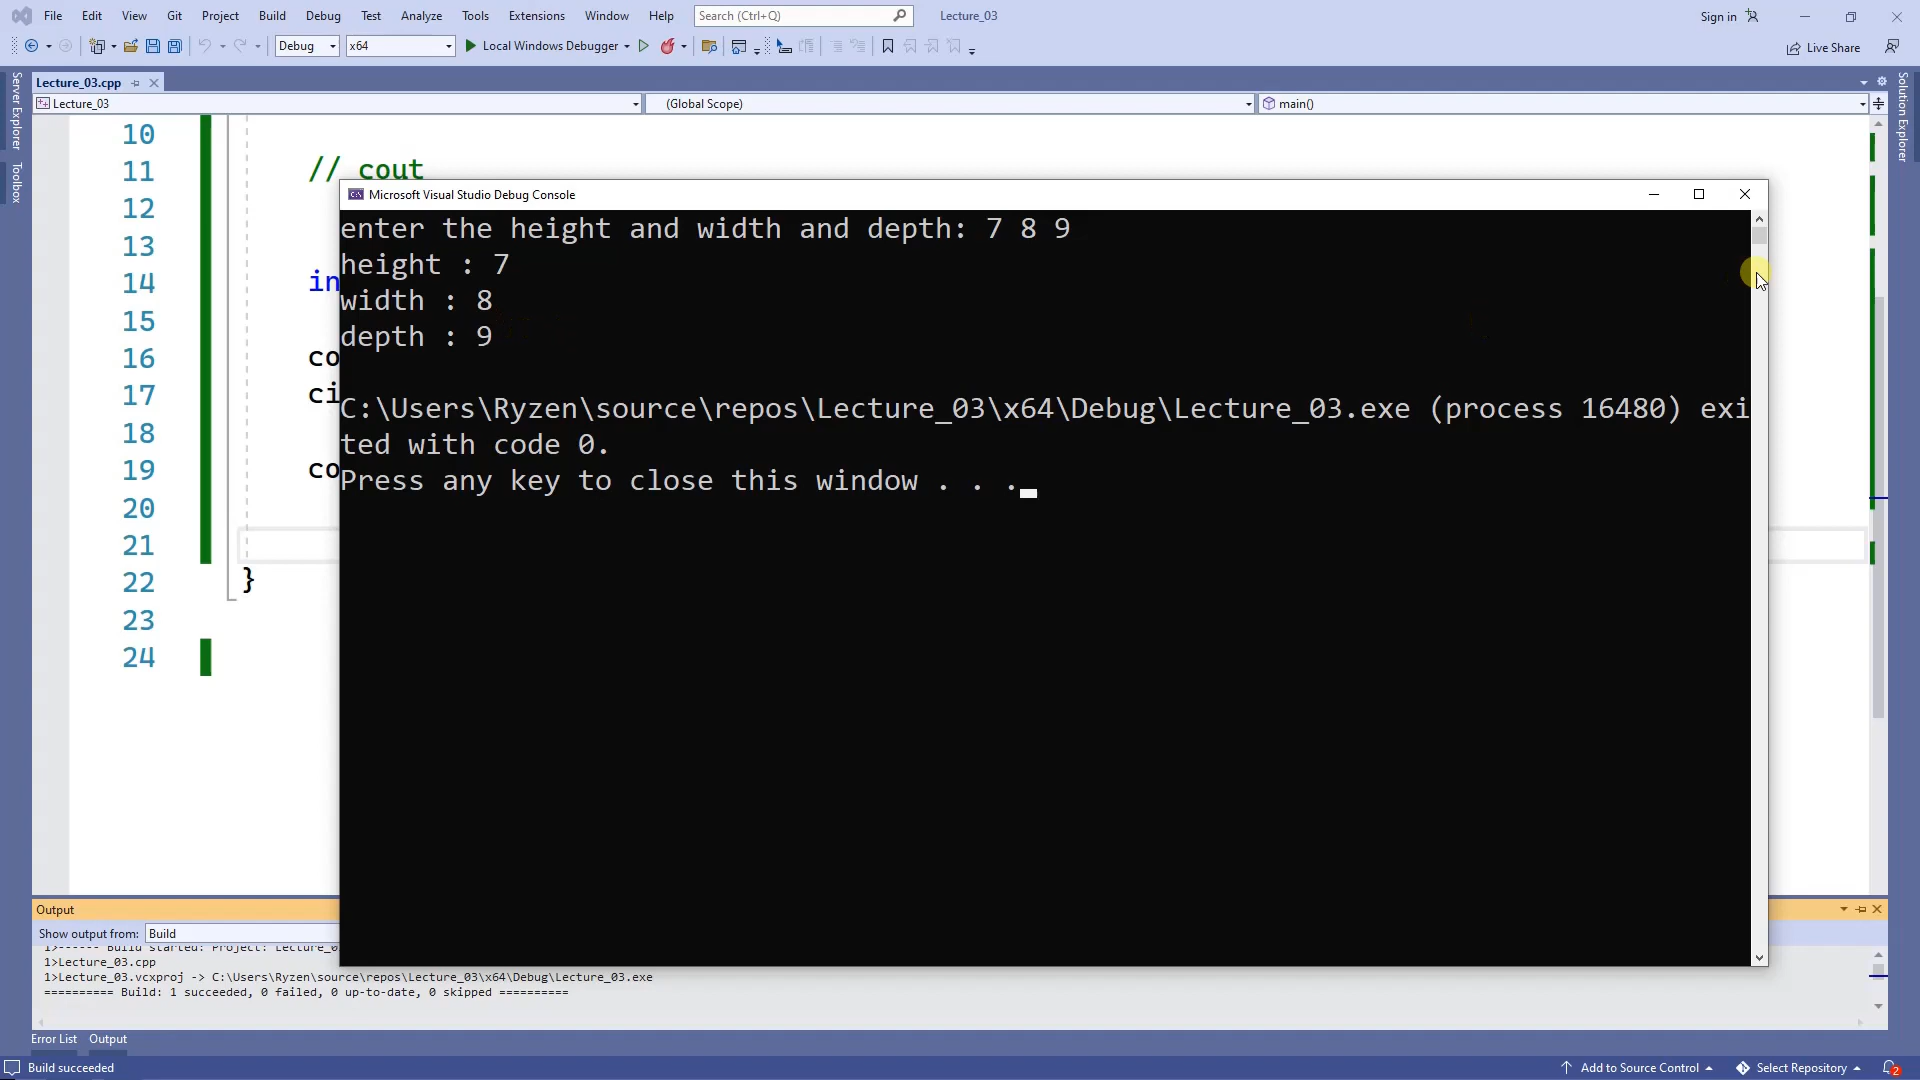 File Edit View Git Project Build Debug Test Analyze Tools Extensions Window Help Search (Ctrl+Q) Lecture_03 Sign in
Debug x64 Local Windows Debugger Live Share
Lecture_03.cpp
Lecture_03 (Global Scope) main()
Server Explorer
Toolbox
Solution Explorer
10
11 // cout
12
13
14 in
15
16 co
17 ci
18
19 co
20
21
22 }
23
24
Microsoft Visual Studio Debug Console
enter the height and width and depth: 7 8 9
height : 7
width : 8
depth : 9
C:\Users\Ryzen\source\repos\Lecture_03\x64\Debug\Lecture_03.exe (process 16480) exi
ted with code 0.
Press any key to close this window . . .
Output
Show output from: Build
1>------ Build started: Project: Lecture_0
1>Lecture_03.cpp
1>Lecture_03.vcxproj -> C:\Users\Ryzen\source\repos\Lecture_03\x64\Debug\Lecture_03.exe
========== Build: 1 succeeded, 0 failed, 0 up-to-date, 0 skipped ==========
Error List Output
Build succeeded Add to Source Control Select Repository 2